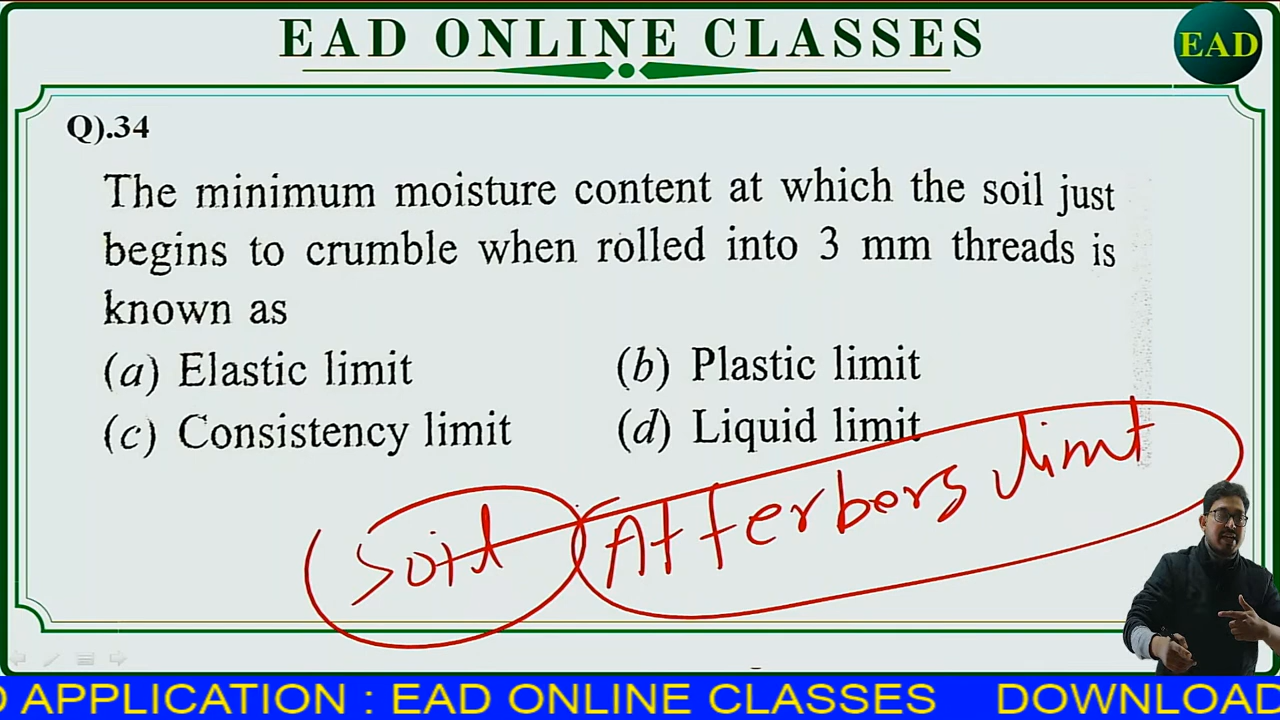 EAD ONLINE CLASSES
EAD
Q).34
The minimum moisture content at which the soil just
begins to crumble when rolled into 3 mm threads is
known as
(a) Elastic limit (b) Plastic limit
(c) Consistency limit (d) Liquid limit
Soil Atterbers limt
D APPLICATION : EAD ONLINE CLASSES DOWNLOAD